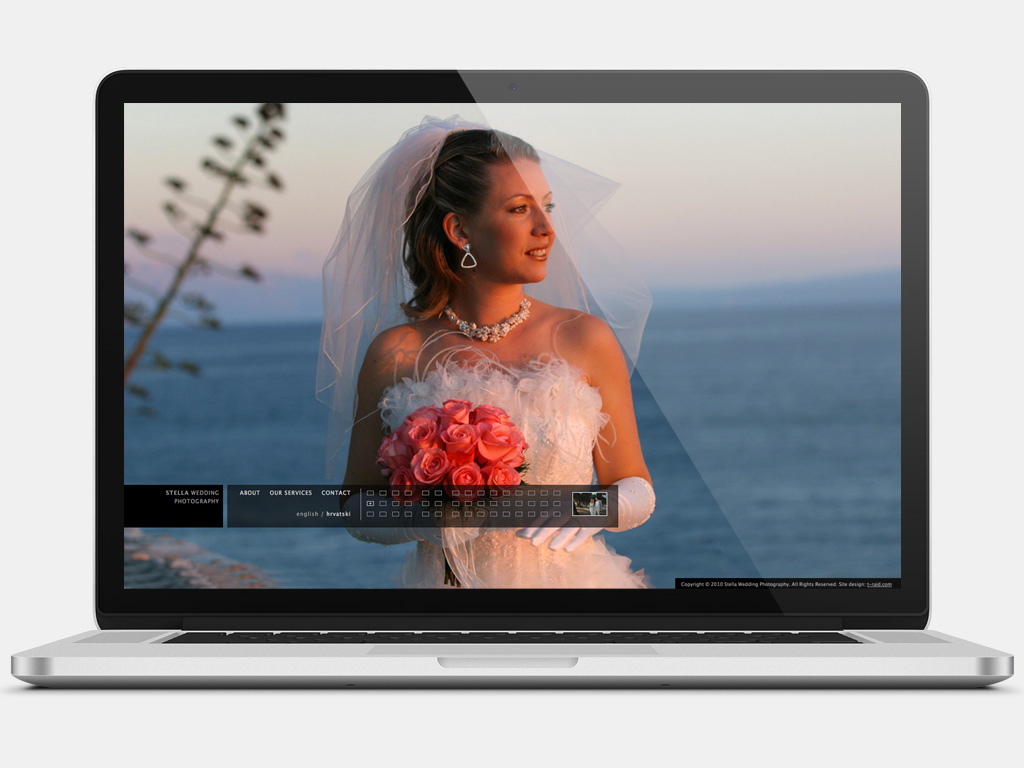 STELLA WEDDING
PHOTOGRAPHY
ABOUT OUR SERVICES CONTACT
english / hrvatski
Copyright © 2010 Stella Wedding Photography. All Rights Reserved. Site design: t-raid.com